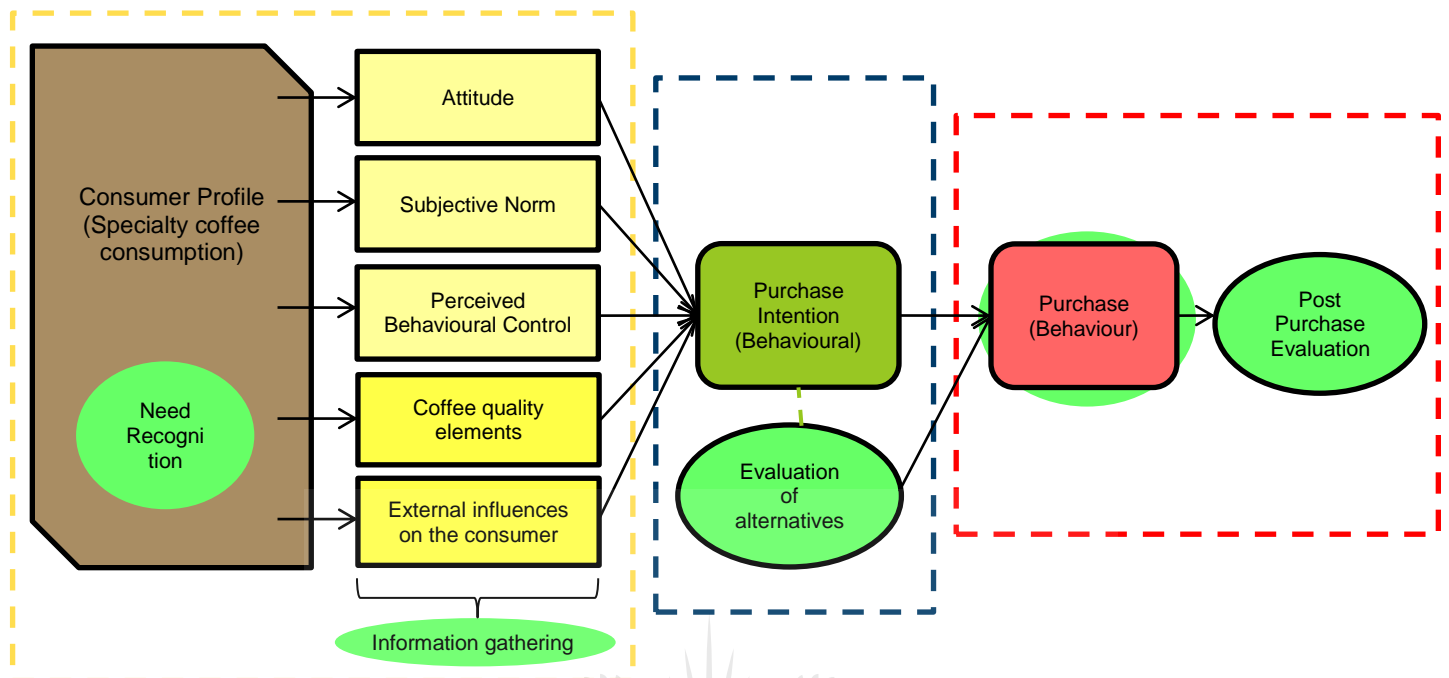 Consumer Profile
(Specialty coffee
consumption)
Need
Recogni
tion
Attitude
Subjective Norm
Perceived
Behavioural Control
Coffee quality
elements
External influences
on the consumer
Information gathering
Purchase
Intention
(Behavioural)
Evaluation
of
alternatives
Purchase
(Behaviour)
Post
Purchase
Evaluation